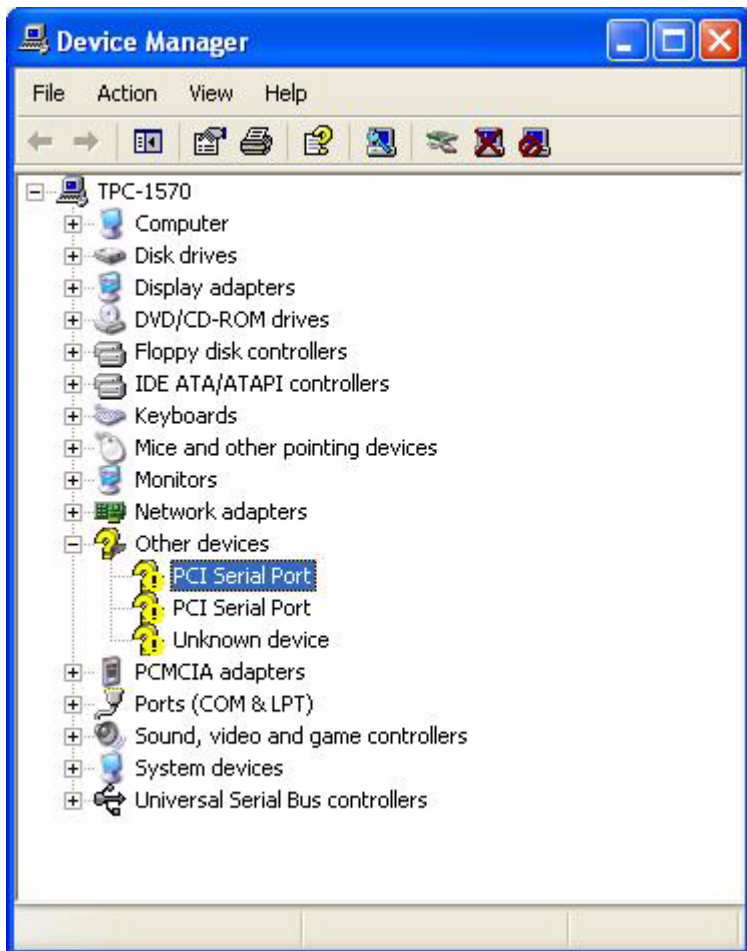 Device Manager
File Action View Help
TPC-1570
Computer
Disk drives
Display adapters
DVD/CD-ROM drives
Floppy disk controllers
IDE ATA/ATAPI controllers
Keyboards
Mice and other pointing devices
Monitors
Network adapters
Other devices
PCI Serial Port
PCI Serial Port
Unknown device
PCMCIA adapters
Ports (COM & LPT)
Sound, video and game controllers
System devices
Universal Serial Bus controllers